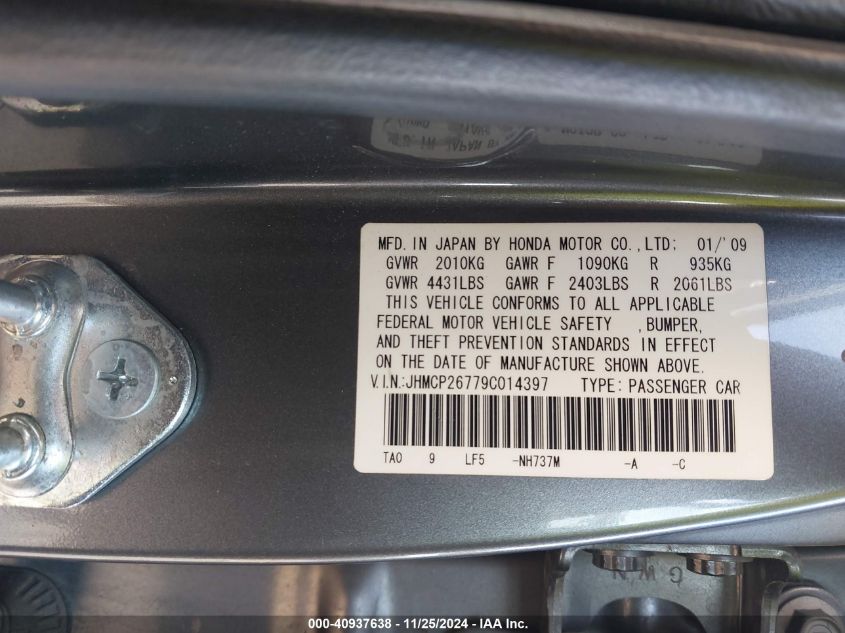 MFD. IN JAPAN BY HONDA MOTOR CO., LTD: 01/'09
GVWR 2010KG GAWR F 1090KG R 935KG
GVWR 4431LBS GAWR F 2403LBS R 2061LBS
THIS VEHICLE CONFORMS TO ALL APPLICABLE
FEDERAL MOTOR VEHICLE SAFETY ,BUMPER,
AND THEFT PREVENTION STANDARDS IN EFFECT
ON THE DATE OF MANUFACTURE SHOWN ABOVE.
V.I.N:JHMCP26779C014397 TYPE: PASSENGER CAR
TA0 9 LF5 -NH737M -A -C
GWN
000-40937638 - 11/25/2024 - IAA Inc.